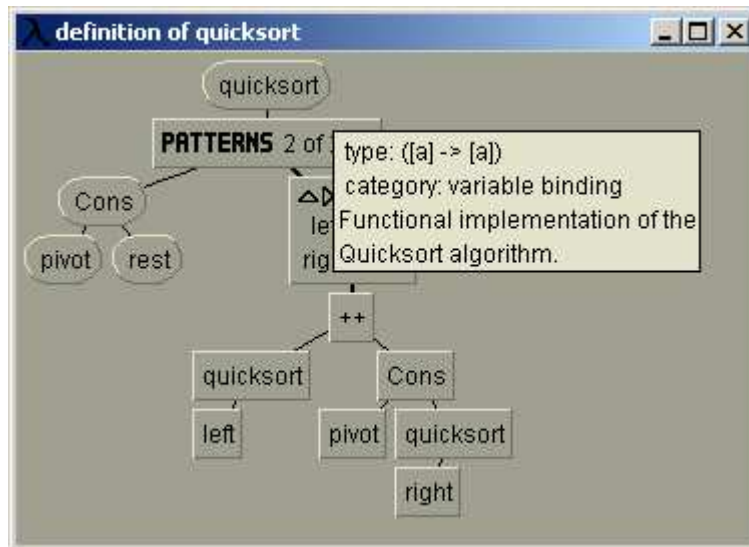 λ definition of quicksort
quicksort
PATTERNS 2 of
type: ([a] -> [a])
category: variable binding
Functional implementation of the
Quicksort algorithm.
Cons
pivot rest
++
quicksort Cons
left pivot quicksort
right